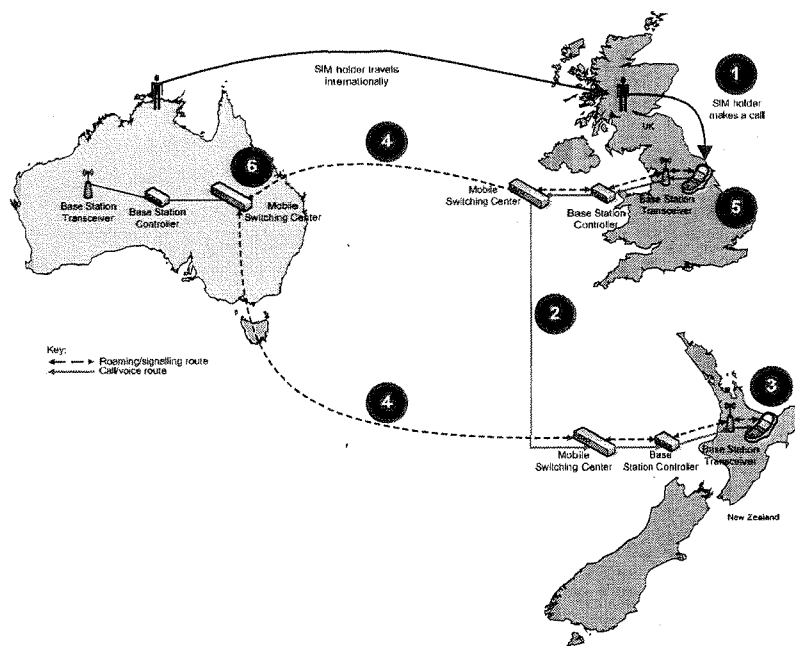 SIM holder travels
internationally
1
SIM holder
makes a call
UK
4
6
Base Station
Transceiver
Base Station
Controller
Mobile
Switching Center
Mobile
Switching Center
Base Station
Controller
Base Station
Transceiver
5
2
Key:
Roaming/signalling route
Call/voice route
4
3
Mobile
Switching Center
Base
Station Controller
Base Station
Transceiver
New Zealand